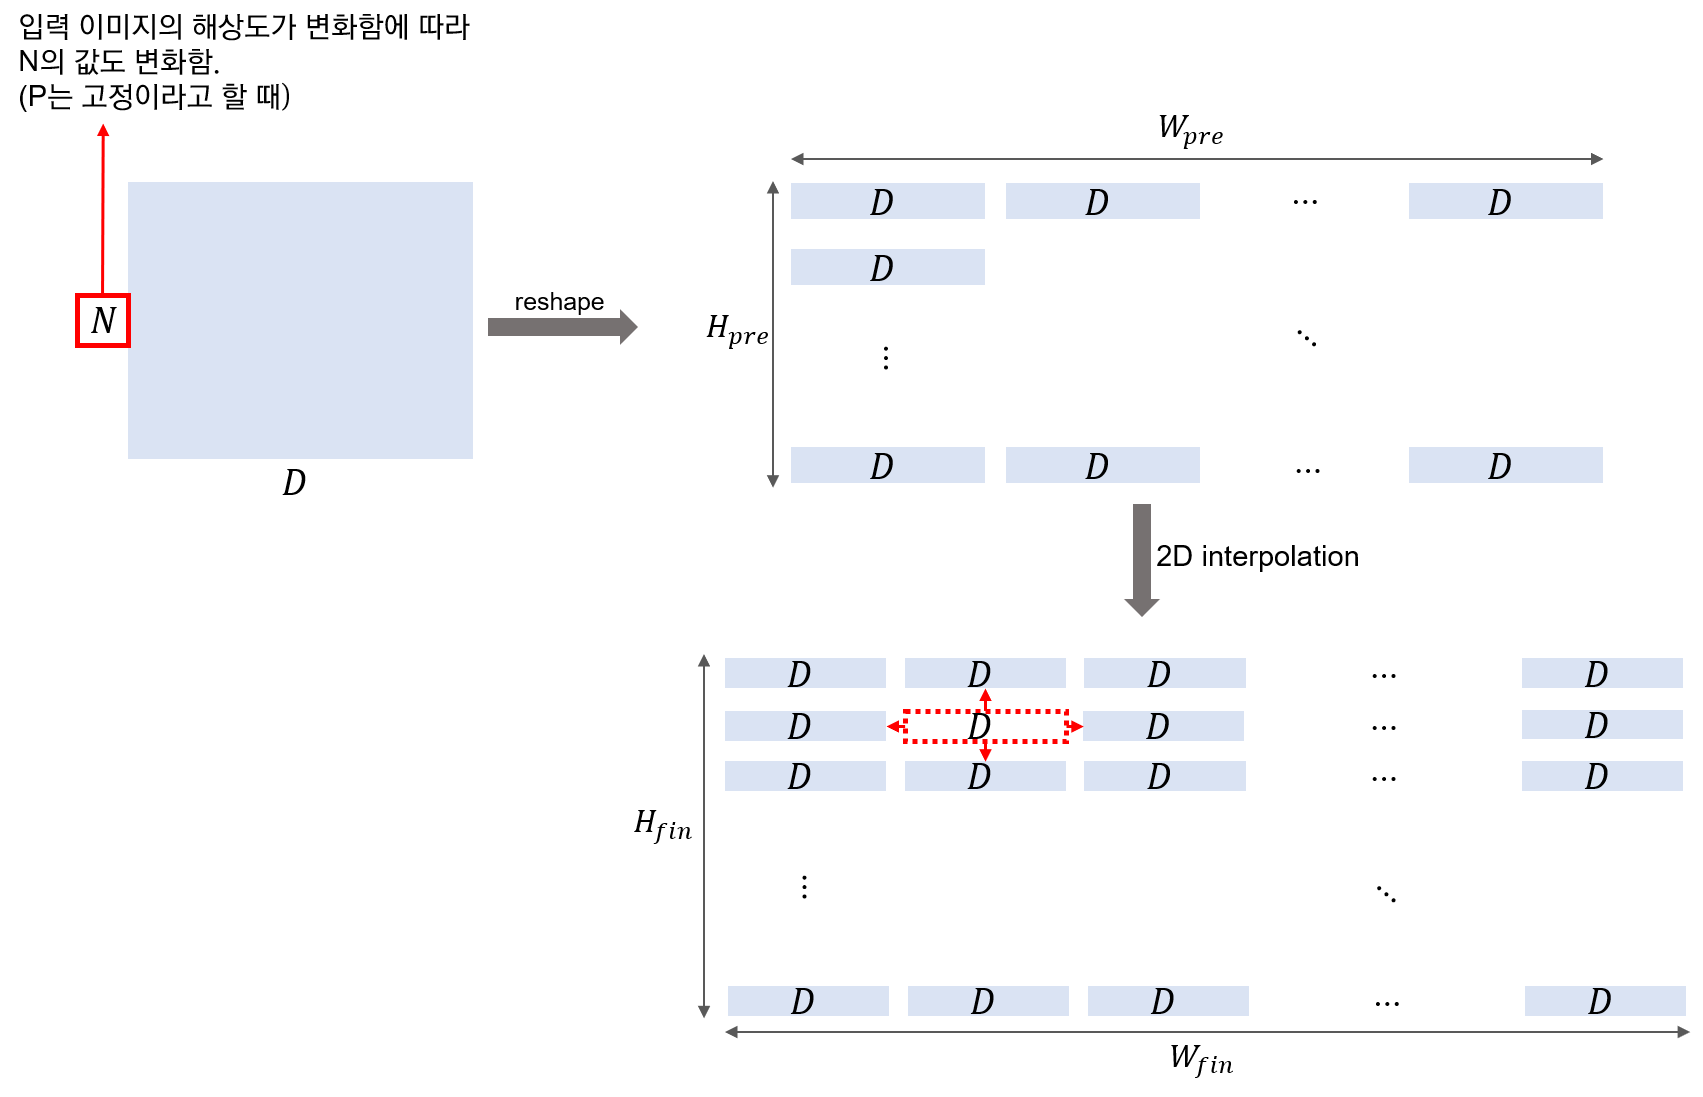 입력 이미지의 해상도가 변화함에 따라
N의 값도 변화함.
(P는 고정이라고 할 때)
N
D
reshape
W_pre
H_pre
D D ... D
D
⋮ ⋱
D D ... D
2D interpolation
H_fin
D D D ... D
D D D ... D
D D D ... D
⋮ ⋱
D D D ... D
W_fin